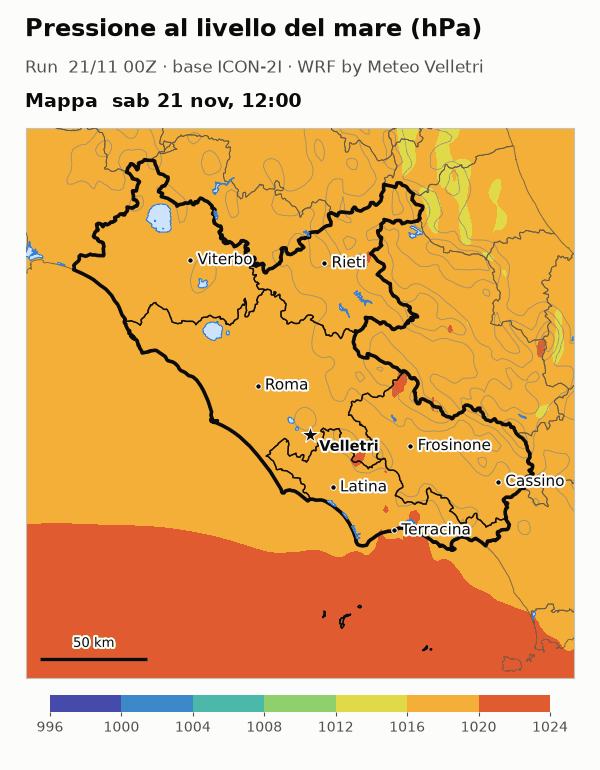 Pressione al livello del mare (hPa)
Run  21/11 00Z · base ICON-2I · WRF by Meteo Velletri
Mappa  sab 21 nov, 12:00
Viterbo
Rieti
Roma
Velletri
Frosinone
Cassino
Latina
Terracina
50 km
996 1000 1004 1008 1012 1016 1020 1024